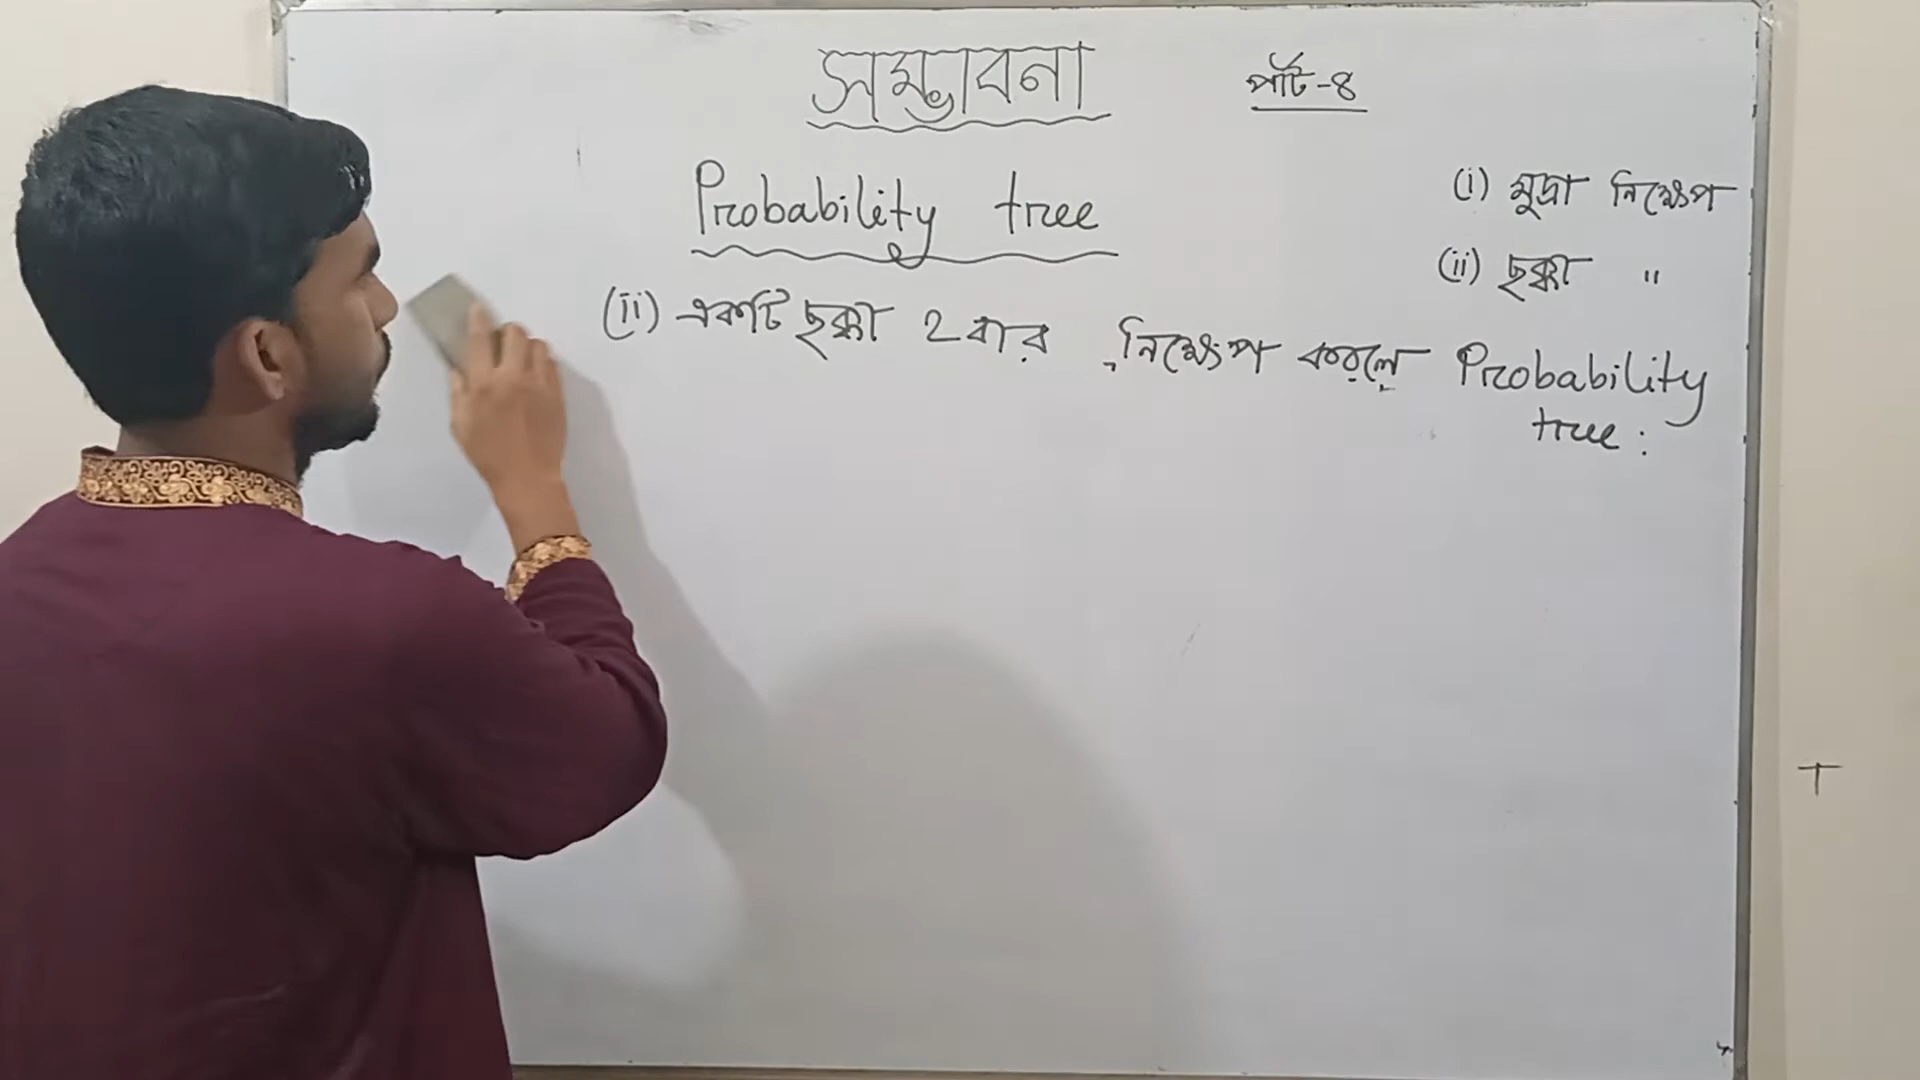 সম্ভাবনা
পার্ট-৪
Probability tree
(i) মুদ্রা নিক্ষেপ
(ii) ছক্কা "
(ii) একটি ছক্কা 2 বার নিক্ষেপ করলে Probability
tree:
T